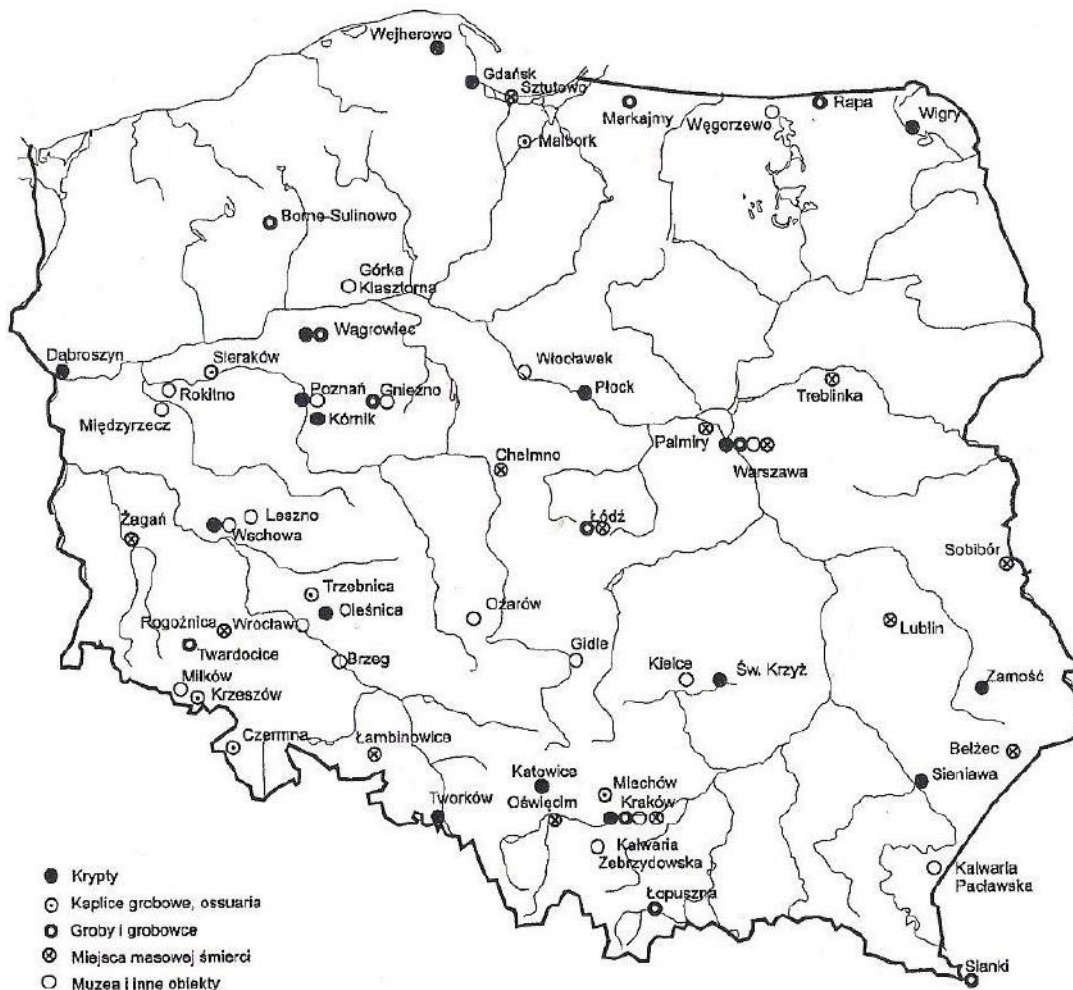 Wejherowo
Gdańsk
Sztutowo
Malbork
Markajmy
Węgorzewo
Rapa
Wigry
Borne-Sulinowo
Górka
Klasztorna
Wągrowiec
Dąbroszyn
Sieraków
Rokitno
Międzyrzecz
Poznań
Gniezno
Kórnik
Włocławek
Płock
Treblinka
Palmiry
Warszawa
Chełmno
Łódź
Leszno
Wschowa
Żagań
Sobibór
Trzebnica
Oleśnica
Rogoźnica
Wrocław
Twardocice
Ożarów
Lublin
Brzeg
Gidle
Kielce
Św. Krzyż
Zamość
Miłków
Krzeszów
Czermna
Łambinowice
Bełżec
Sieniawa
Katowice
Miechów
Tworków
Oświęcim
Kraków
Kalwaria
Zebrzydowska
Kalwaria
Pacławska
Łopuszna
Sianki
Krypty
Kaplice grobowe, ossuaria
Groby i grobowce
Miejsca masowej śmierci
Muzea i inne obiekty